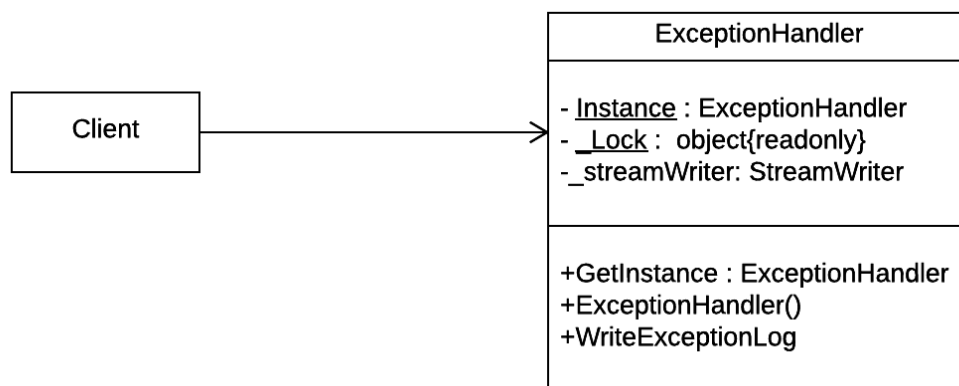 ExceptionHandler
Client
- Instance : ExceptionHandler
- _Lock :  object{readonly}
-_streamWriter: StreamWriter
+GetInstance : ExceptionHandler
+ExceptionHandler()
+WriteExceptionLog